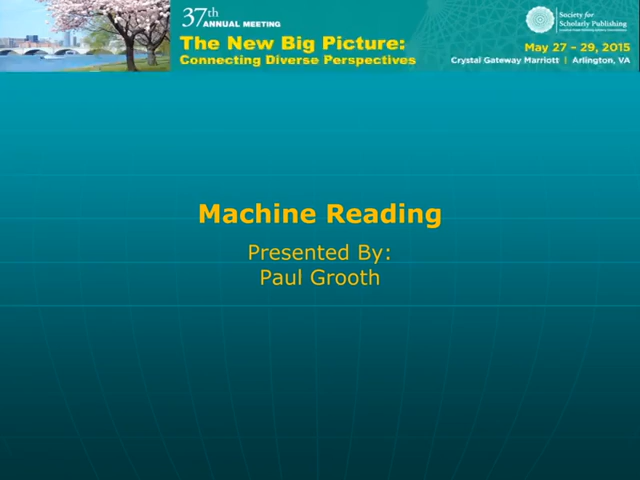 37th ANNUAL MEETING
The New Big Picture:
Connecting Diverse Perspectives
Society for
Scholarly Publishing
May 27 – 29, 2015
Crystal Gateway Marriott | Arlington, VA
Machine Reading
Presented By:
Paul Grooth